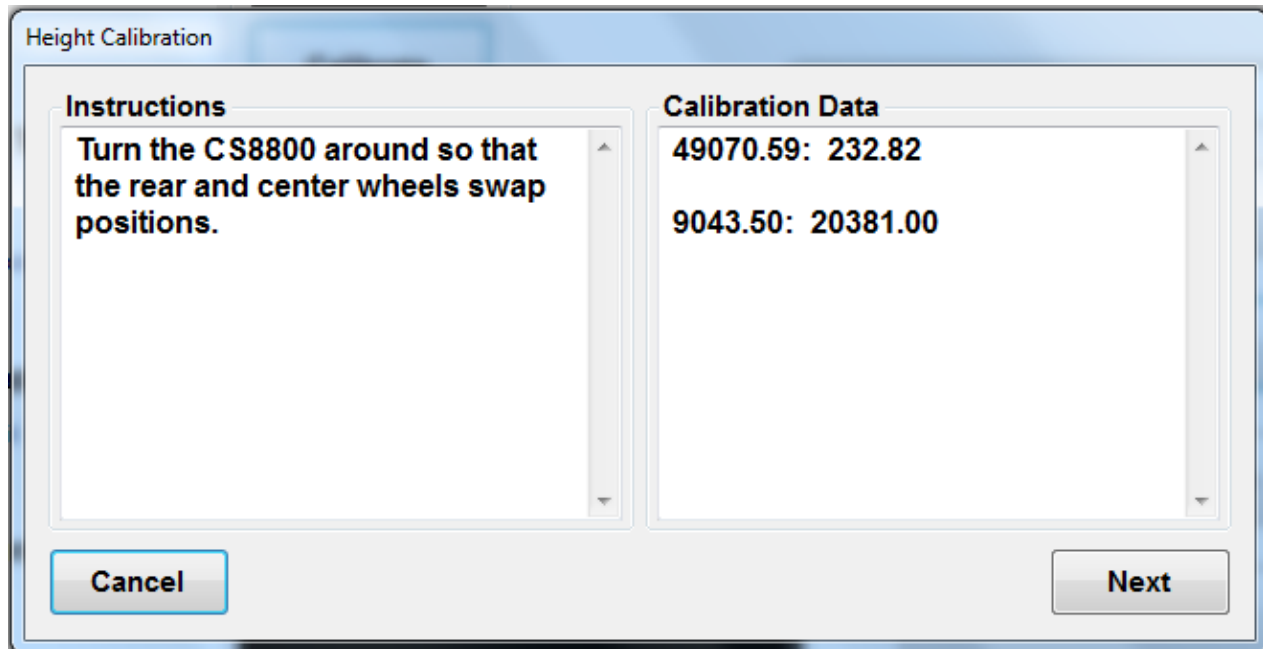 Height Calibration
Instructions
Turn the CS8800 around so that
the rear and center wheels swap
positions.
Calibration Data
49070.59: 232.82
9043.50: 20381.00
Cancel
Next